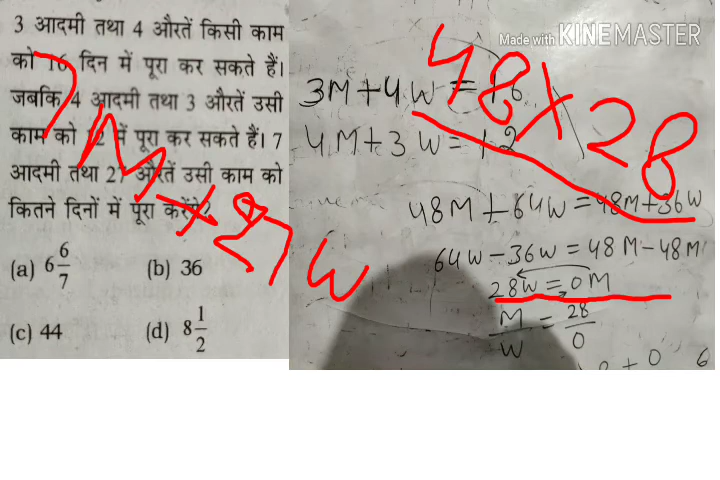 3 आदमी तथा 4 औरतें किसी काम
को 16 दिन में पूरा कर सकते हैं।
जबकि 4 आदमी तथा 3 औरतें उसी
काम को 12 में पूरा कर सकते हैं। 7
आदमी तथा 27 औरतें उसी काम को
कितने दिनों में पूरा करेंगे?
(a) 6 6/7
(b) 36
(c) 44
(d) 8 1/2
7M+27W
Made with KINEMASTER
48×28
3M+4W=16
4M+3W=12
48M+64W=48M+36W
64W-36W=48M-48M
28W=0M
M/W=28/0